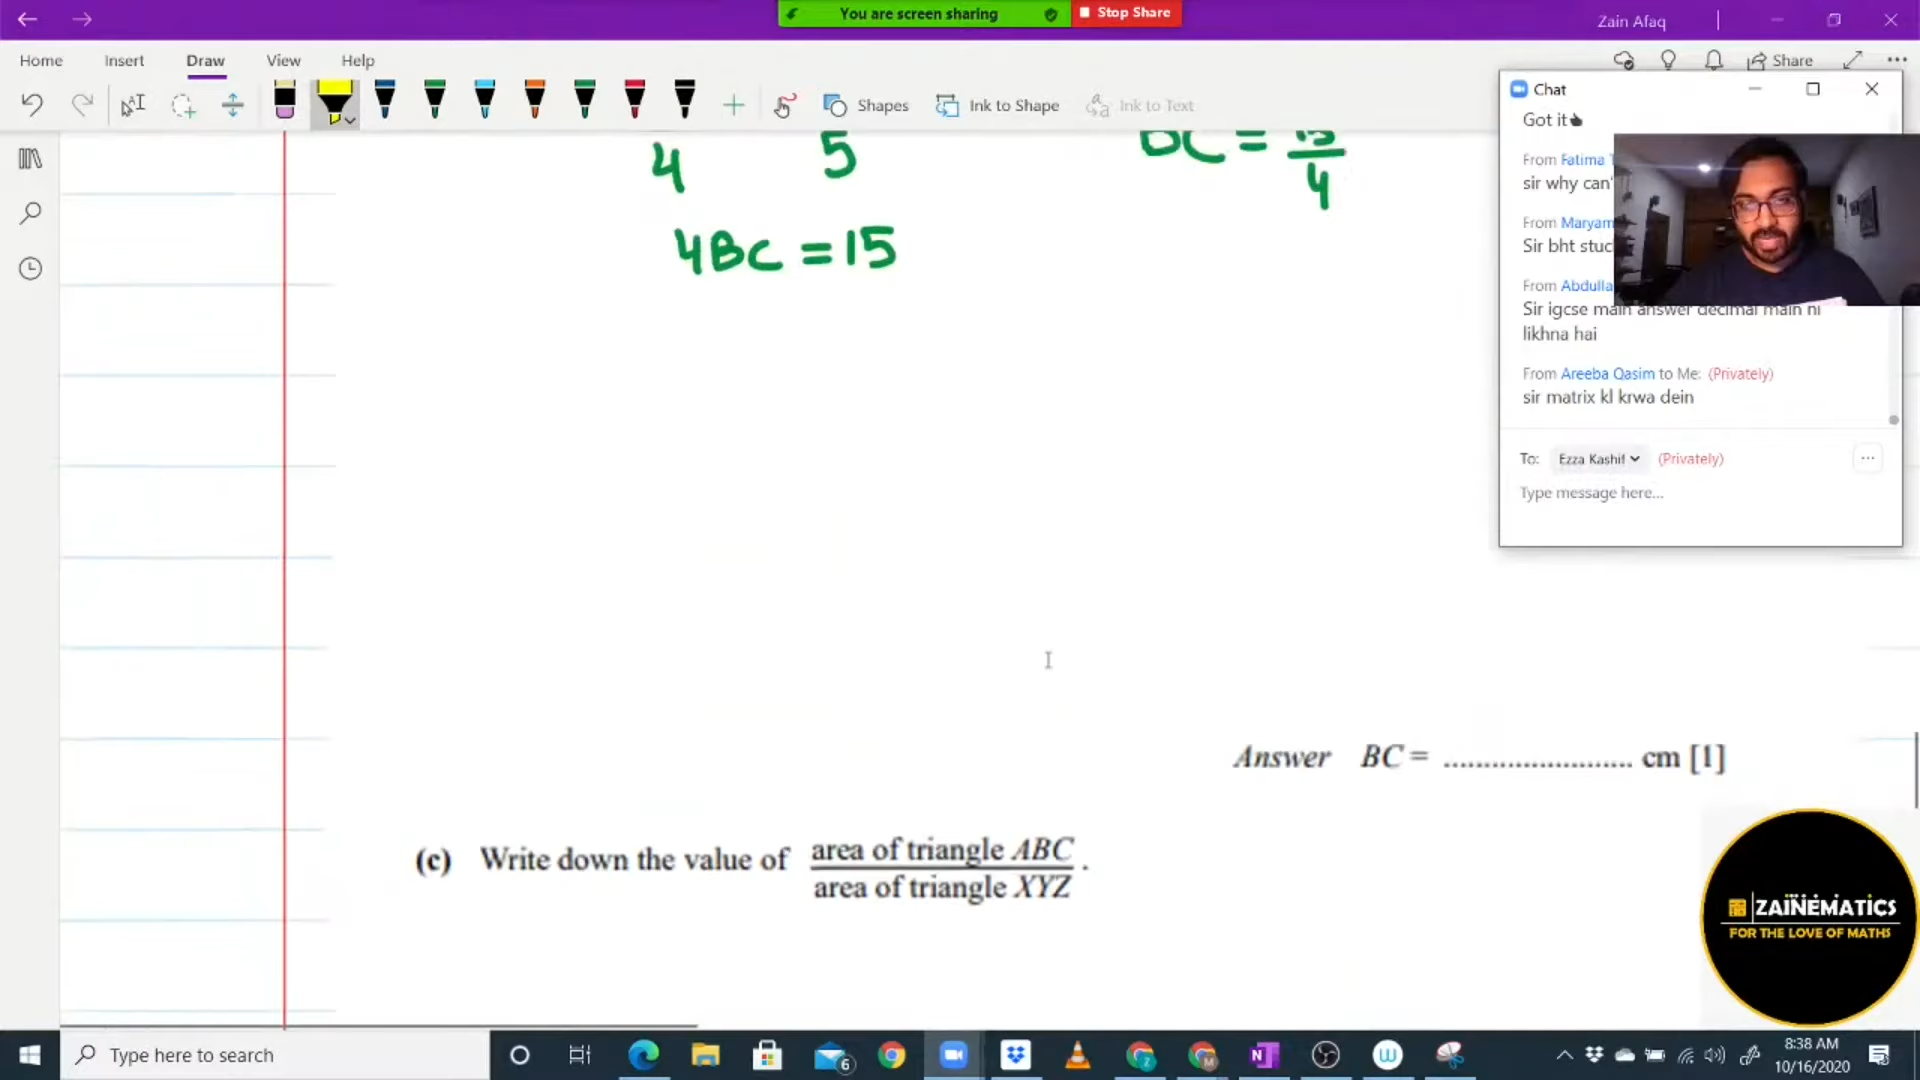 You are screen sharing
Stop Share
Zain Afaq
Home Insert Draw View Help
Share
Shapes
Ink to Shape
Ink to Text
4 5
BC = 15/4
4BC = 15
Answer BC = ........................ cm [1]
(c) Write down the value of area of triangle ABC / area of triangle XYZ .
Chat
Got it
From Fatima
sir why can'
From Maryam
Sir bht stuc
From Abdulla
Sir igcse main answer decimal main ni
likhna hai
From Areeba Qasim to Me: (Privately)
sir matrix kl krwa dein
To: Ezza Kashif (Privately)
Type message here...
ZAINEMATICS
FOR THE LOVE OF MATHS
Type here to search
6
8:38 AM
10/16/2020